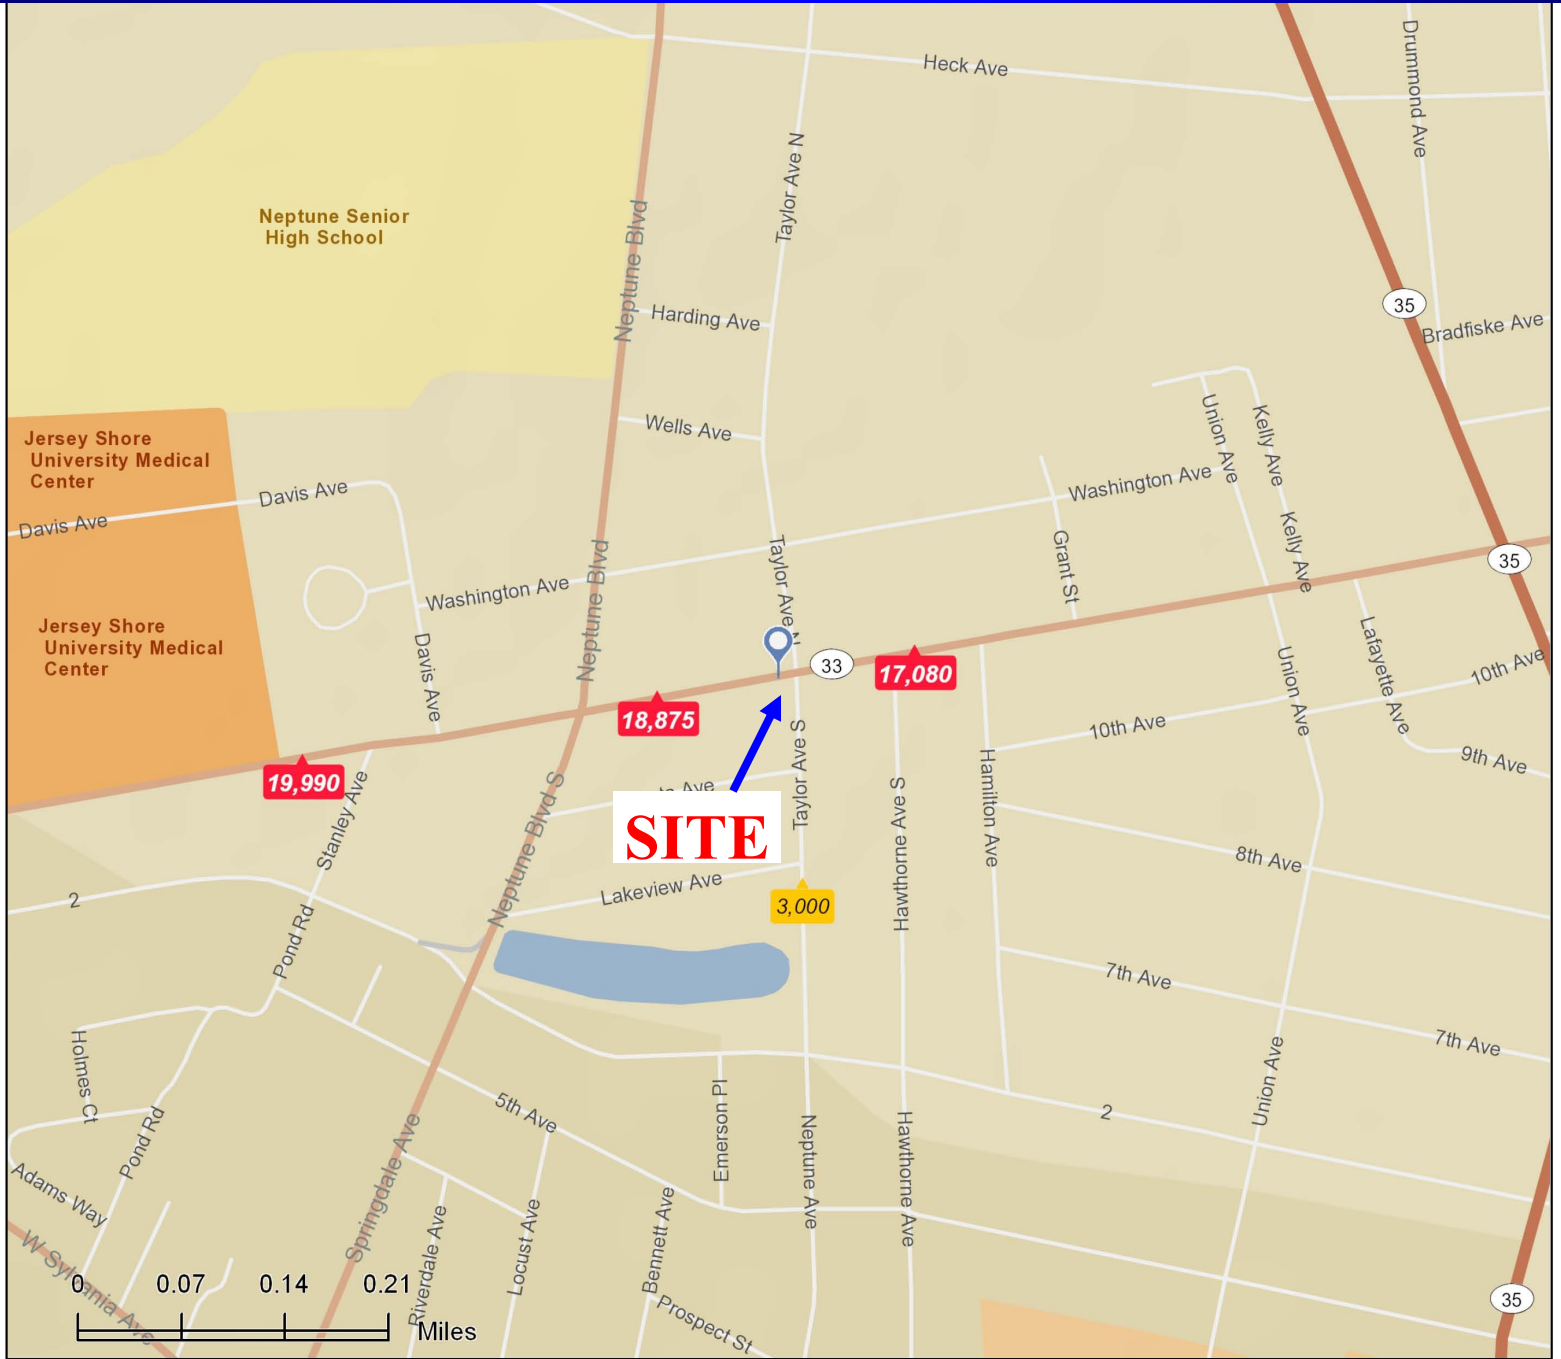 Heck Ave
Drummond Ave
Taylor Ave N
Neptune Senior
High School
Neptune Blvd
Harding Ave
35
Bradfiske Ave
Wells Ave
Union Ave
Kelly Ave
Jersey Shore
University Medical
Center
Davis Ave
Davis Ave
Washington Ave
Grant St
Kelly Ave
35
Taylor Ave N
Neptune Blvd
Washington Ave
Jersey Shore
University Medical
Center
Davis Ave
33
17,080
18,875
19,990
Union Ave
Lafayette Ave
10th Ave
10th Ave
9th Ave
Taylor Ave S
Hamilton Ave
Hawthorne Ave S
Stanley Ave
Neptune Blvd S
Ave
SITE
8th Ave
Lakeview Ave
3,000
2
Pond Rd
7th Ave
7th Ave
Holmes Ct
Pond Rd
Adams Way
5th Ave
Emerson Pl
Neptune Ave
Hawthorne Ave
2
Union Ave
Springdale Ave
Riverdale Ave
Locust Ave
Bennett Ave
Prospect St
W Sylvania Ave
35
0 0.07 0.14 0.21
Miles